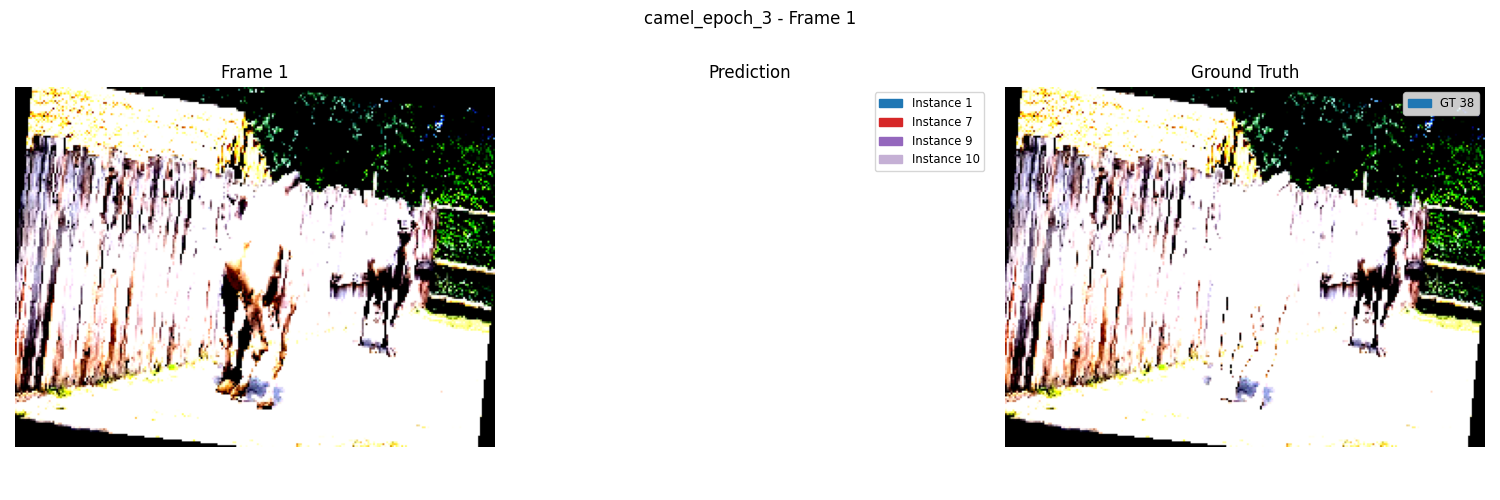 camel_epoch_3 - Frame 1
Frame 1
Prediction
Ground Truth
Instance 1
Instance 7
Instance 9
Instance 10
GT 38